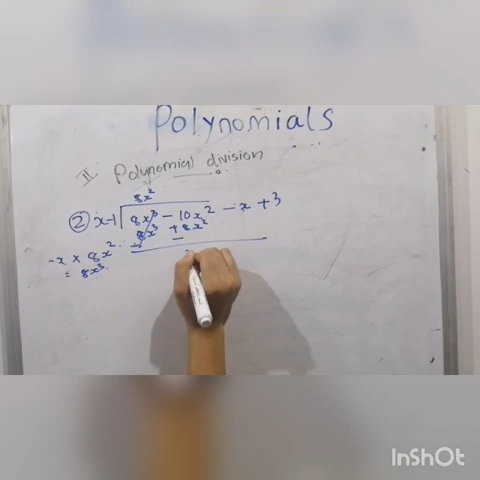 Polynomials
II Polynomial division
8x²
② x-1 8x³ - 10x² - x + 3
8x³ + 8x²
- -
x × 8x²
= 8x³
InShOt